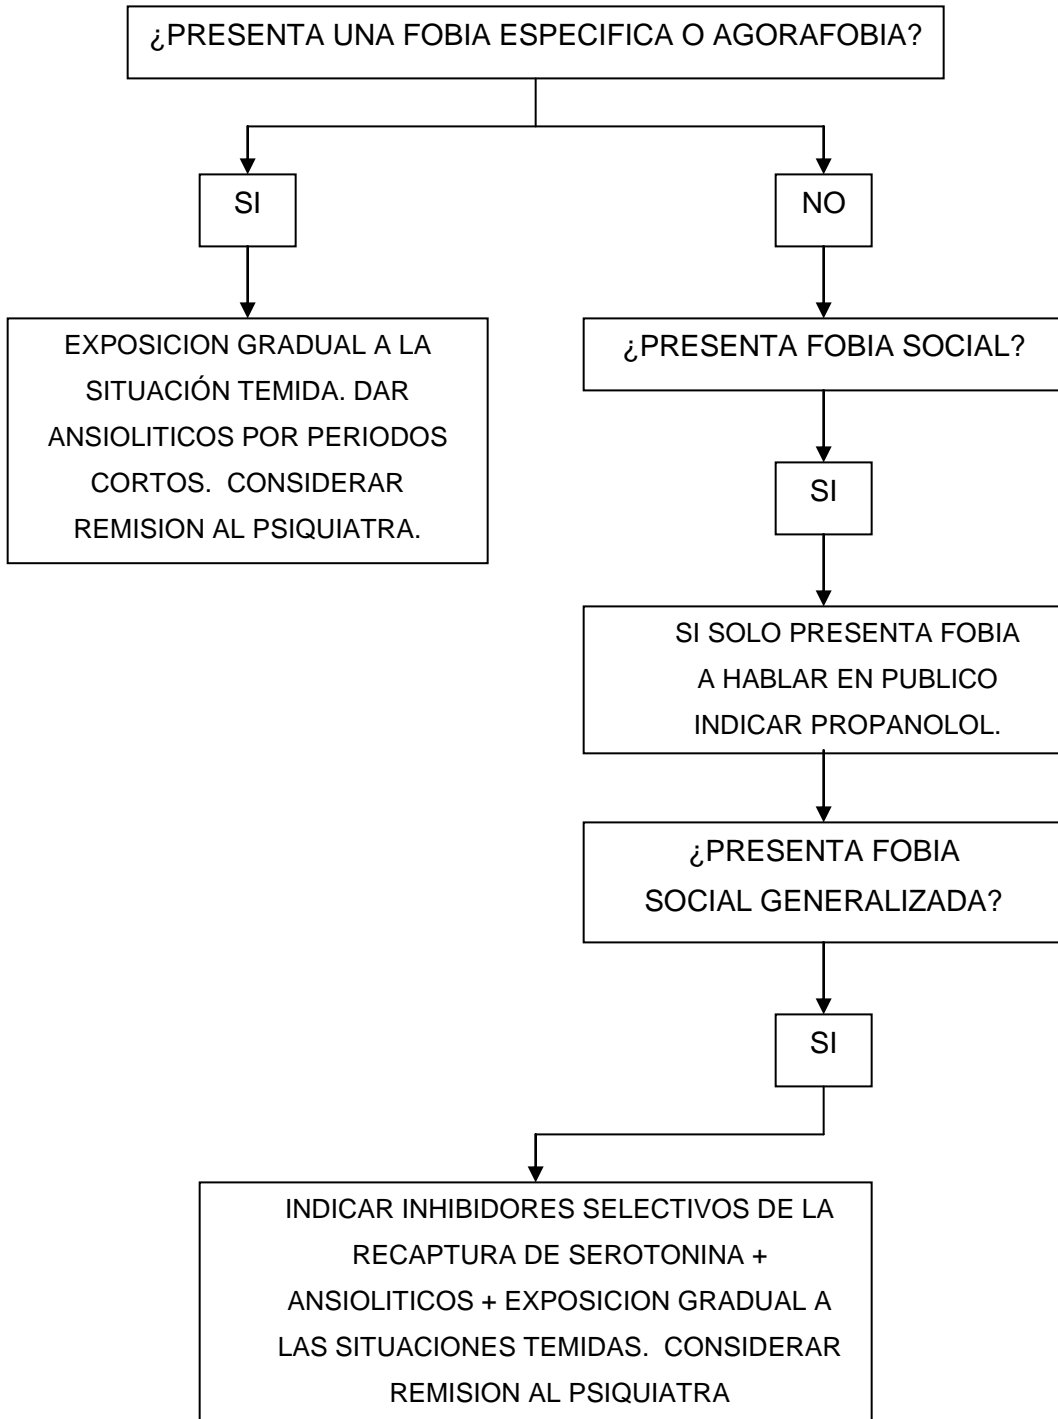 ¿PRESENTA UNA FOBIA ESPECIFICA O AGORAFOBIA?
SI
NO
EXPOSICION GRADUAL A LA
SITUACIÓN TEMIDA. DAR
ANSIOLITICOS POR PERIODOS
CORTOS. CONSIDERAR
REMISION AL PSIQUIATRA.
¿PRESENTA FOBIA SOCIAL?
SI
SI SOLO PRESENTA FOBIA
A HABLAR EN PUBLICO
INDICAR PROPANOLOL.
¿PRESENTA FOBIA
SOCIAL GENERALIZADA?
SI
INDICAR INHIBIDORES SELECTIVOS DE LA
RECAPTURA DE SEROTONINA +
ANSIOLITICOS + EXPOSICION GRADUAL A
LAS SITUACIONES TEMIDAS. CONSIDERAR
REMISION AL PSIQUIATRA